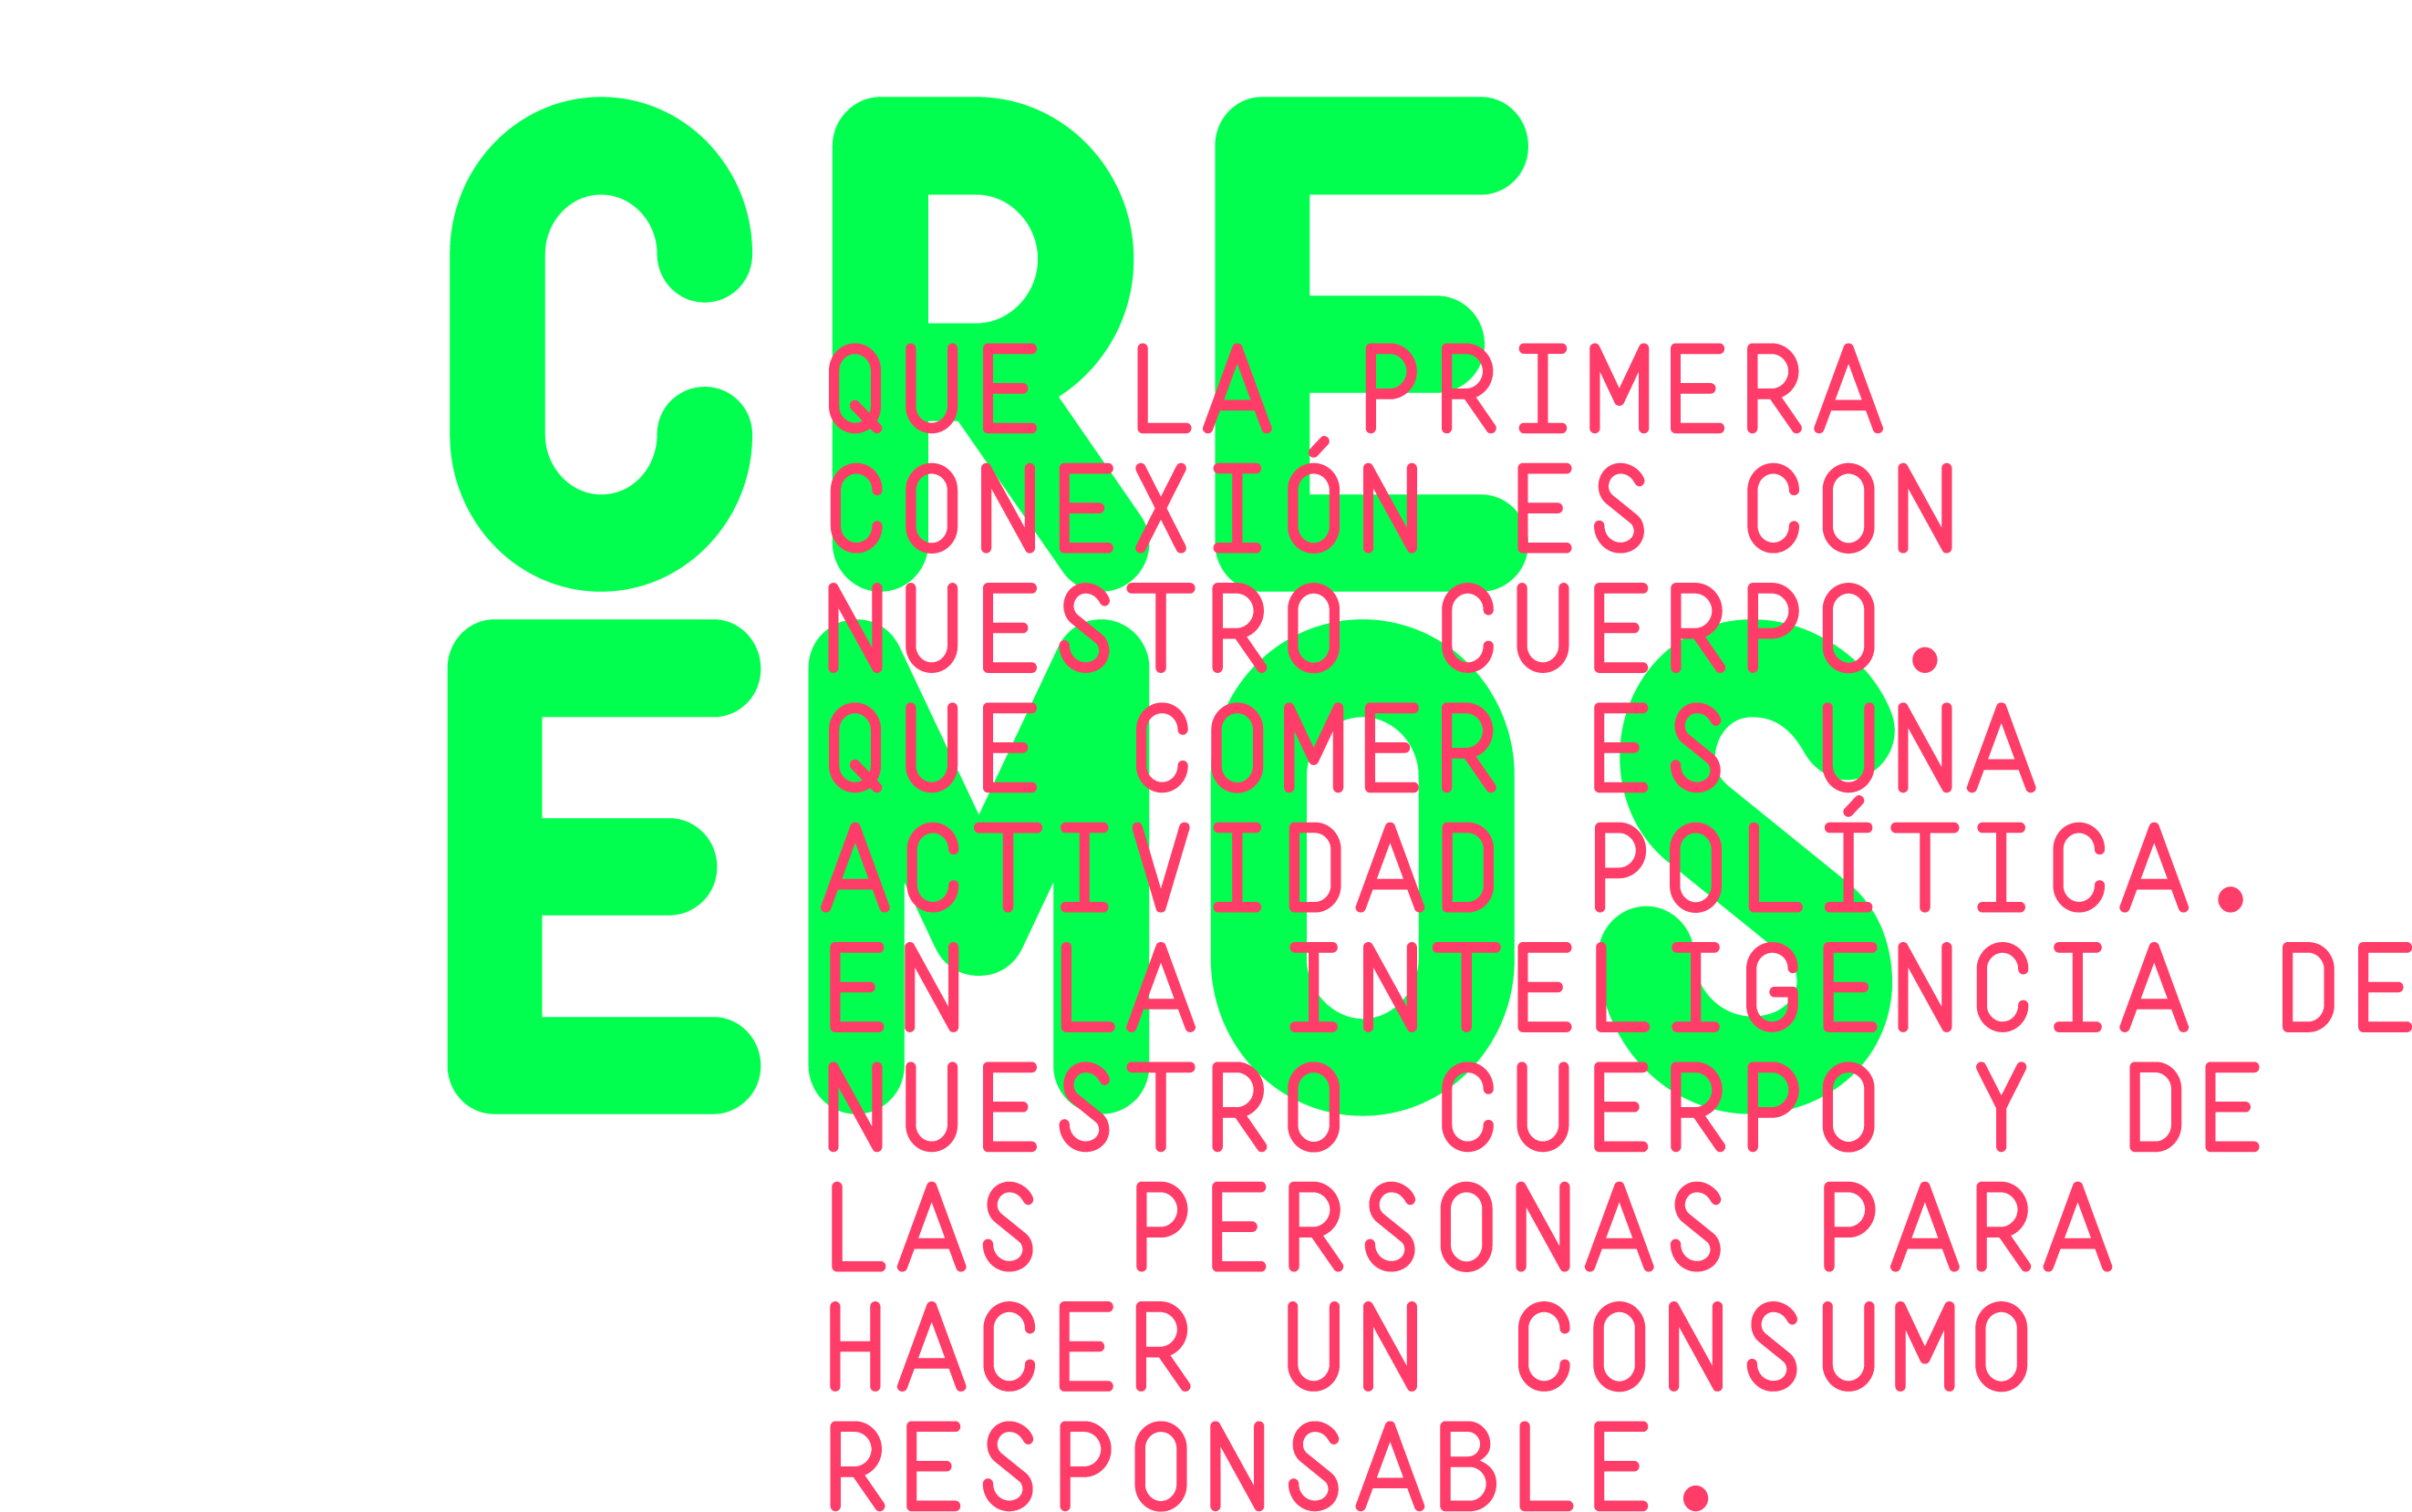 CRE
EMOS
QUE LA PRIMERA
CONEXIÓN ES CON
NUESTRO CUERPO.
QUE COMER ES UNA
ACTIVIDAD POLÍTICA.
EN LA INTELIGENCIA DE
NUESTRO CUERPO Y DE
LAS PERSONAS PARA
HACER UN CONSUMO
RESPONSABLE.